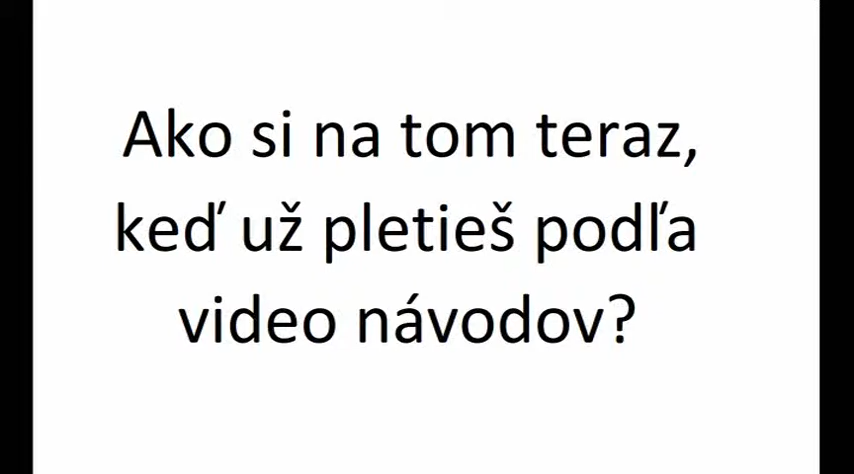 Ako si na tom teraz,
keď už pletieš podľa
video návodov?